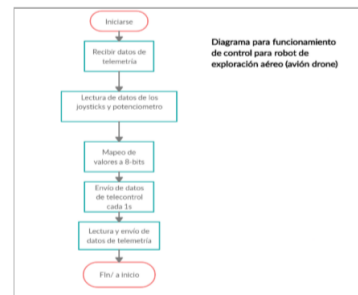 Iniciarse
Recibir datos de
telemetría
Lectura de datos de los
joysticks y potenciometro
Mapeo de
valores a 8-bits
Envío de datos
de telecontrol
cada 1s
Lectura y envío de
datos de telemetría
Fin/ a inicio
Diagrama para funcionamiento
de control para robot de
exploración aéreo (avión drone)